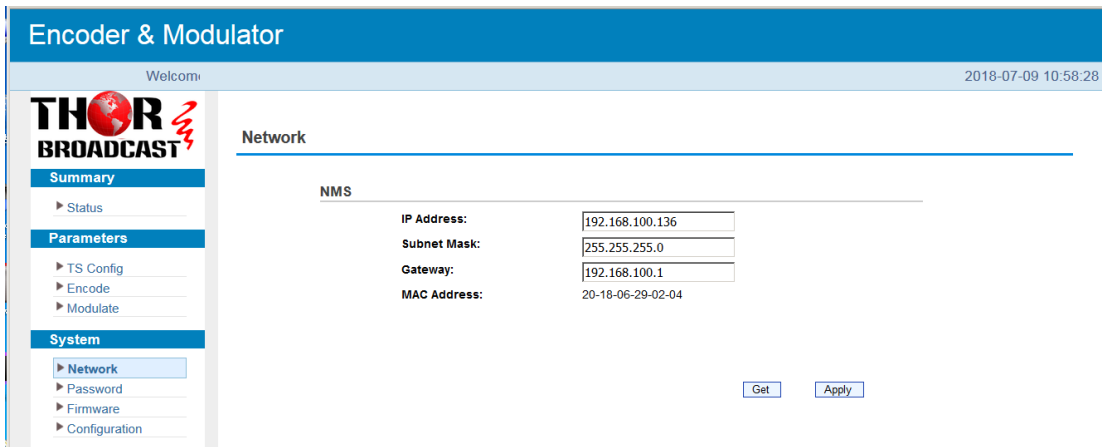 Encoder & Modulator
2018-07-09 10:58:28
THOR
BROADCAST
Network
Summary
Status
Parameters
TS Config
Encode
Modulate
System
Network
Password
Firmware
Configuration
NMS
IP Address: 192.168.100.136
Subnet Mask: 255.255.255.0
Gateway: 192.168.100.1
MAC Address: 20-18-06-29-02-04
Get Apply